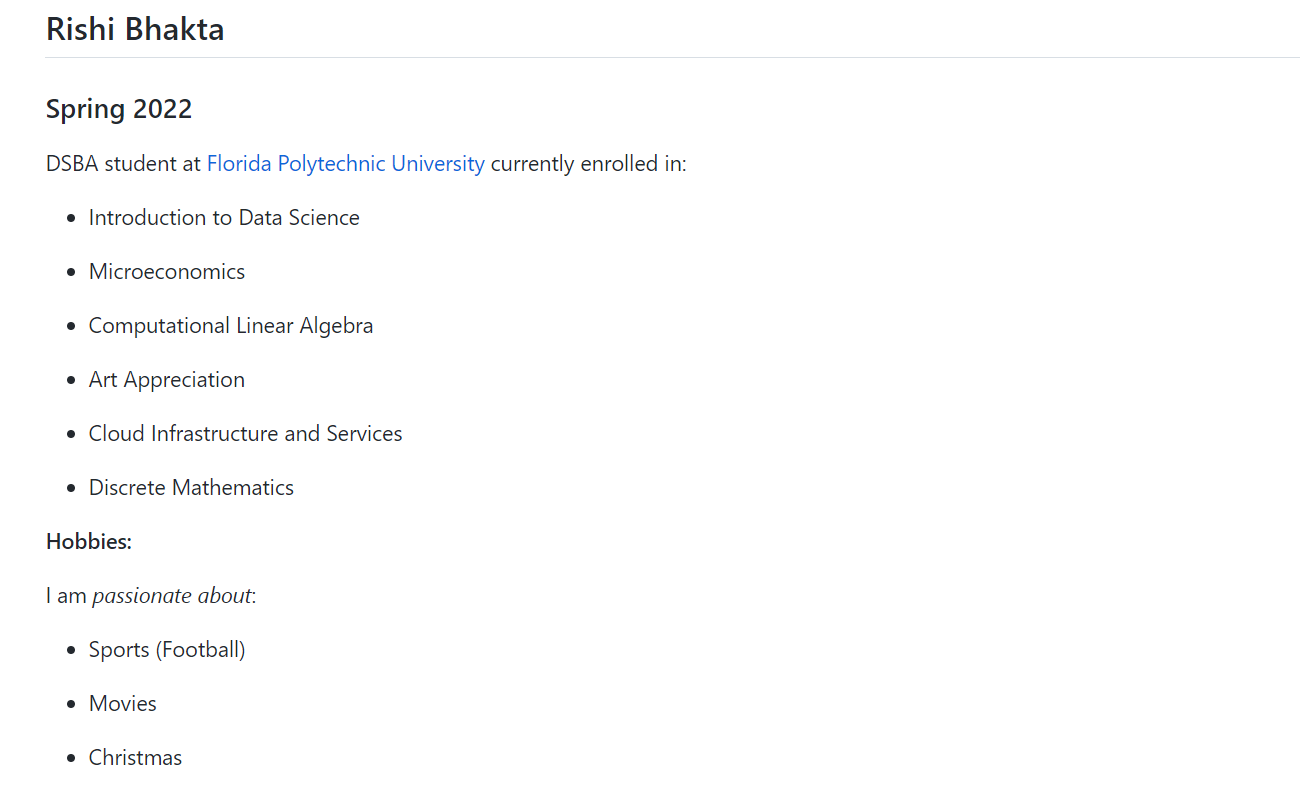 Rishi Bhakta
Spring 2022
DSBA student at Florida Polytechnic University currently enrolled in:
• Introduction to Data Science
• Microeconomics
• Computational Linear Algebra
• Art Appreciation
• Cloud Infrastructure and Services
• Discrete Mathematics
Hobbies:
I am passionate about:
• Sports (Football)
• Movies
• Christmas